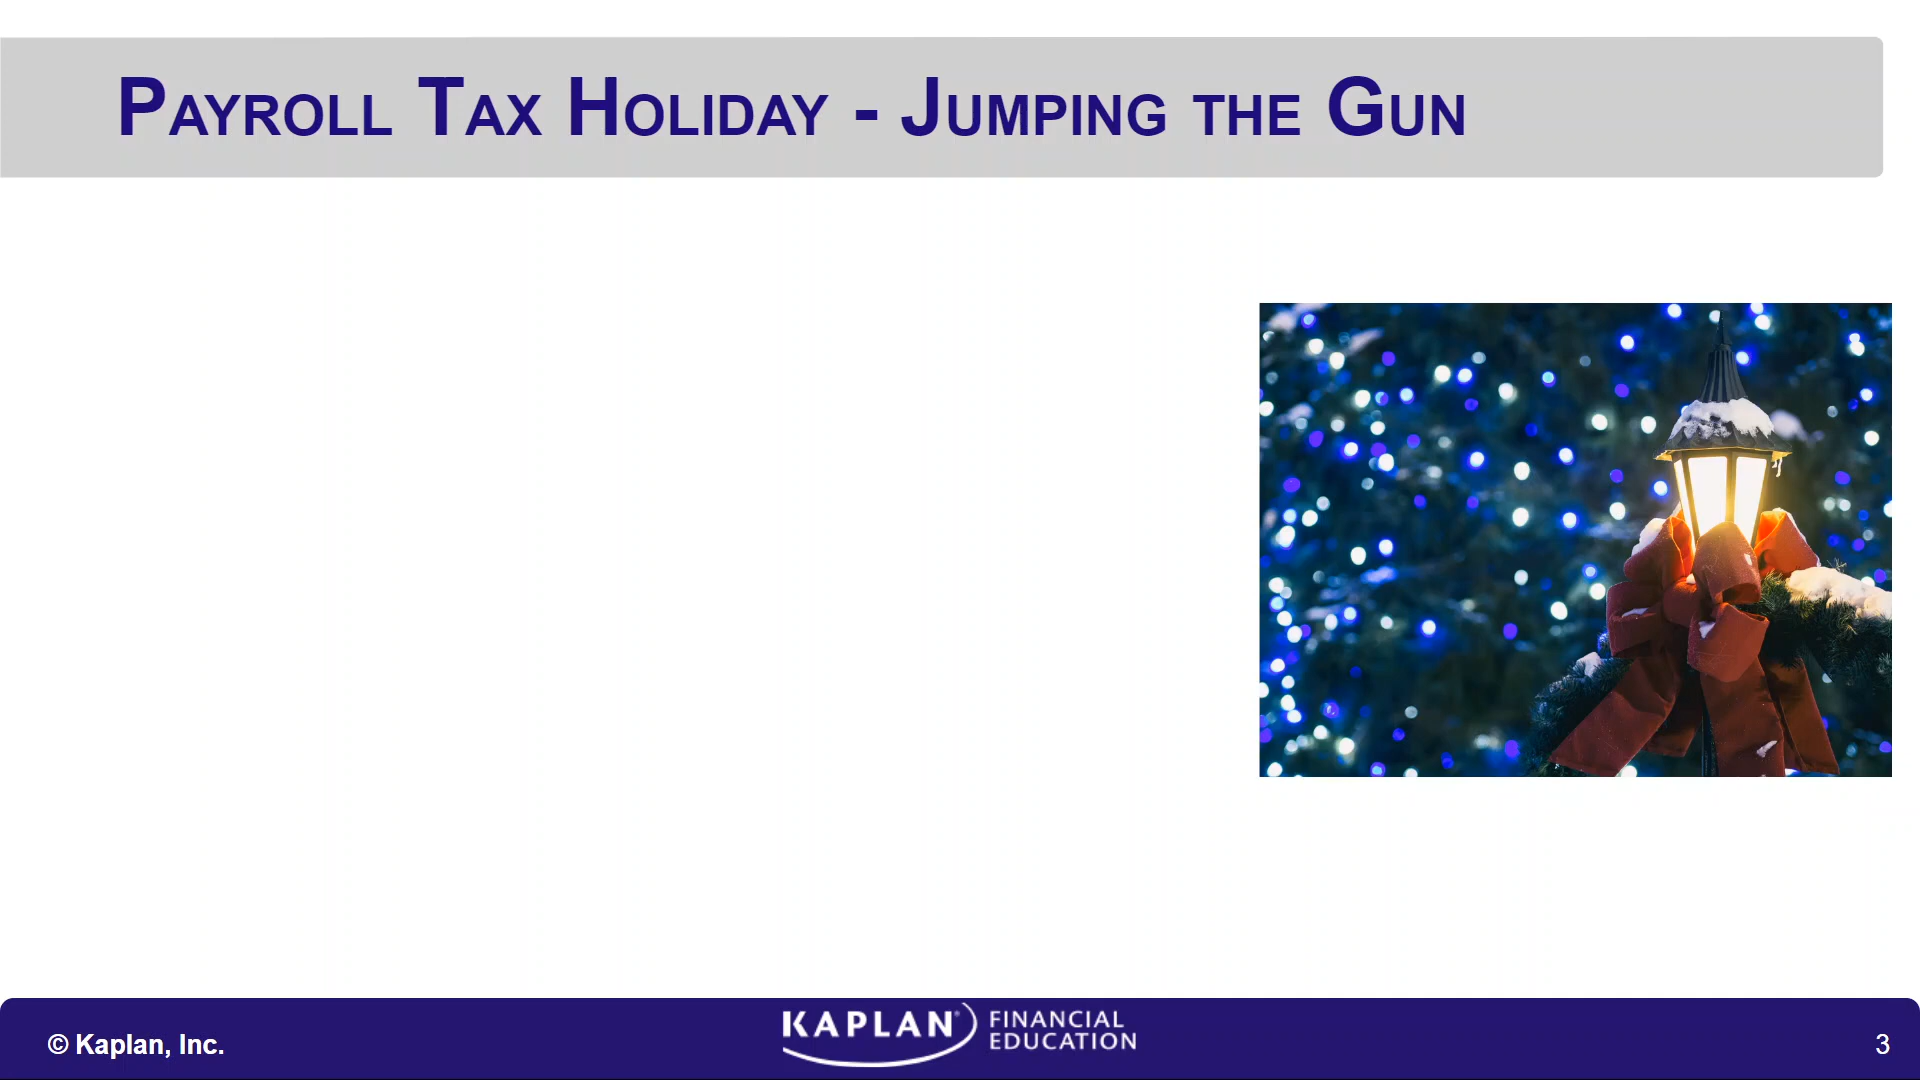 Payroll Tax Holiday - Jumping the Gun
© Kaplan, Inc.
KAPLAN® FINANCIAL
EDUCATION
3